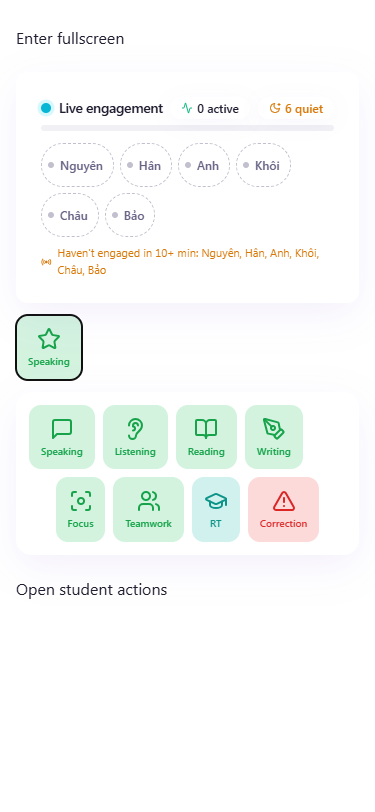 Enter fullscreen
Live engagement 0 active 6 quiet
Nguyên Hân Anh Khôi
Châu Bảo
Haven't engaged in 10+ min: Nguyên, Hân, Anh, Khôi,
Châu, Bảo
Speaking
Speaking Listening Reading Writing
Focus Teamwork RT Correction
Open student actions